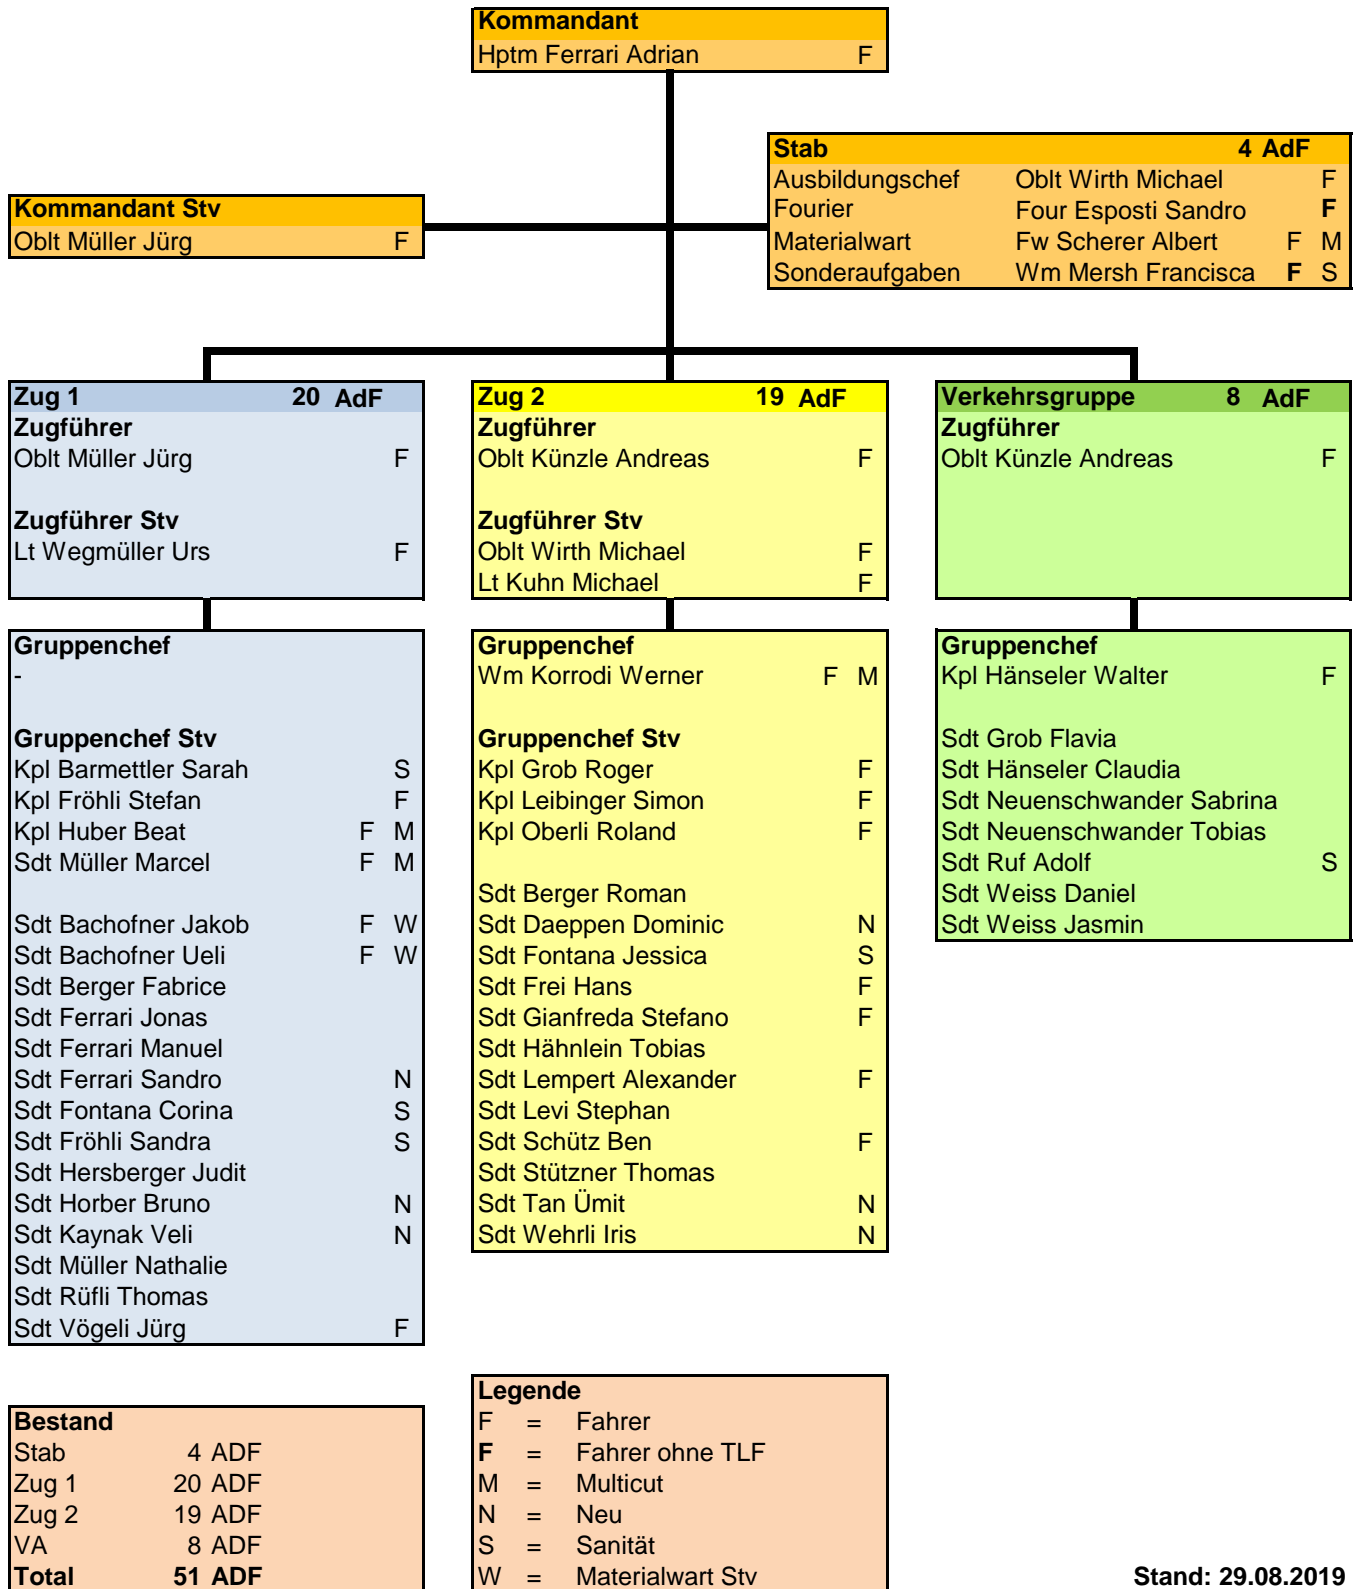 Kommandant
Hptm Ferrari Adrian F
Stab 4 AdF
Ausbildungschef Oblt Wirth Michael F
Fourier Four Esposti Sandro F
Materialwart Fw Scherer Albert F M
Sonderaufgaben Wm Mersh Francisca F S
Kommandant Stv
Oblt Müller Jürg F
Zug 1 20 AdF
Zugführer
Oblt Müller Jürg F
Zugführer Stv
Lt Wegmüller Urs F
Gruppenchef
-
Gruppenchef Stv
Kpl Barmettler Sarah S
Kpl Fröhli Stefan F
Kpl Huber Beat F M
Sdt Müller Marcel F M
Sdt Bachofner Jakob F W
Sdt Bachofner Ueli F W
Sdt Berger Fabrice
Sdt Ferrari Jonas
Sdt Ferrari Manuel
Sdt Ferrari Sandro N
Sdt Fontana Corina S
Sdt Fröhli Sandra S
Sdt Hersberger Judit
Sdt Horber Bruno N
Sdt Kaynak Veli N
Sdt Müller Nathalie
Sdt Rüfli Thomas
Sdt Vögeli Jürg F
Zug 2 19 AdF
Zugführer
Oblt Künzle Andreas F
Zugführer Stv
Oblt Wirth Michael F
Lt Kuhn Michael F
Gruppenchef
Wm Korrodi Werner F M
Gruppenchef Stv
Kpl Grob Roger F
Kpl Leibinger Simon F
Kpl Oberli Roland F
Sdt Berger Roman
Sdt Daeppen Dominic N
Sdt Fontana Jessica S
Sdt Frei Hans F
Sdt Gianfreda Stefano F
Sdt Hähnlein Tobias
Sdt Lempert Alexander F
Sdt Levi Stephan
Sdt Schütz Ben F
Sdt Stützner Thomas
Sdt Tan Ümit N
Sdt Wehrli Iris N
Verkehrsgruppe 8 AdF
Zugführer
Oblt Künzle Andreas F
Gruppenchef
Kpl Hänseler Walter F
Sdt Grob Flavia
Sdt Hänseler Claudia
Sdt Neuenschwander Sabrina
Sdt Neuenschwander Tobias
Sdt Ruf Adolf S
Sdt Weiss Daniel
Sdt Weiss Jasmin
Bestand
Stab 4 ADF
Zug 1 20 ADF
Zug 2 19 ADF
VA 8 ADF
Total 51 ADF
Legende
F = Fahrer
F = Fahrer ohne TLF
M = Multicut
N = Neu
S = Sanität
W = Materialwart Stv
Stand: 29.08.2019